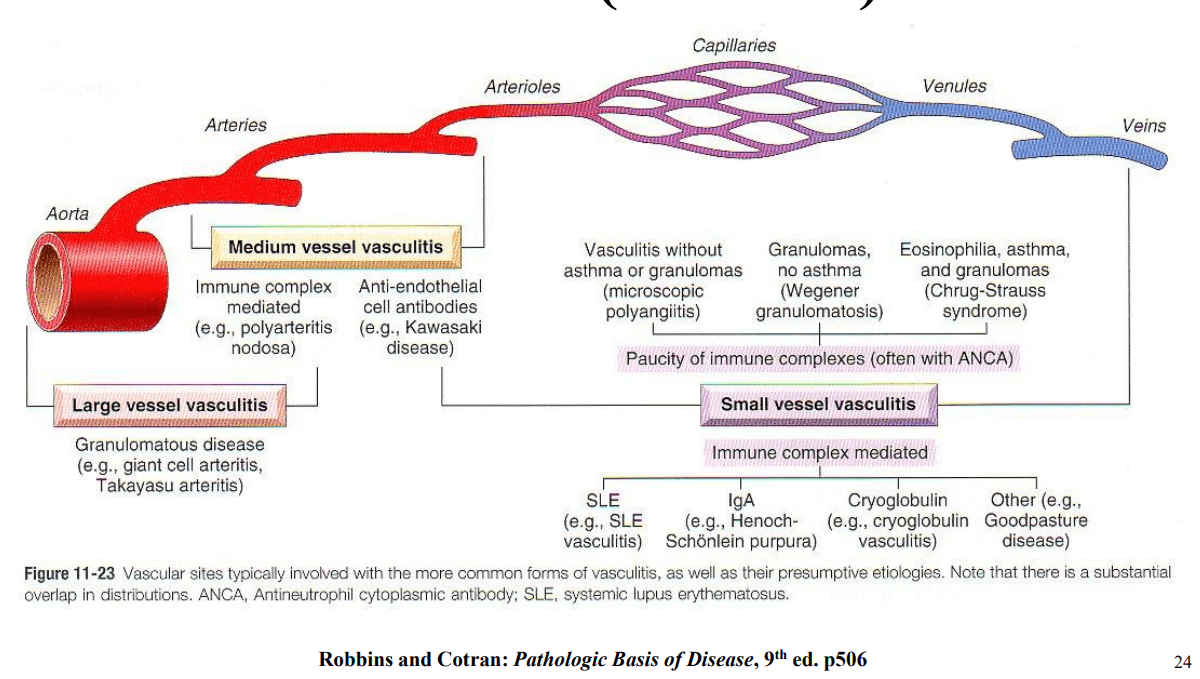 Capillaries
Arterioles
Venules
Arteries
Veins
Aorta
Medium vessel vasculitis
Immune complex
mediated
(e.g., polyarteritis
nodosa)
Anti-endothelial
cell antibodies
(e.g., Kawasaki
disease)
Vasculitis without
asthma or granulomas
(microscopic
polyangiitis)
Granulomas,
no asthma
(Wegener
granulomatosis)
Eosinophilia, asthma,
and granulomas
(Chrug-Strauss
syndrome)
Paucity of immune complexes (often with ANCA)
Large vessel vasculitis
Granulomatous disease
(e.g., giant cell arteritis,
Takayasu arteritis)
Small vessel vasculitis
Immune complex mediated
SLE
(e.g., SLE
vasculitis)
IgA
(e.g., Henoch-
Schönlein purpura)
Cryoglobulin
(e.g., cryoglobulin
vasculitis)
Other (e.g.,
Goodpasture
disease)
Figure 11-23 Vascular sites typically involved with the more common forms of vasculitis, as well as their presumptive etiologies. Note that there is a substantial
overlap in distributions. ANCA, Antineutrophil cytoplasmic antibody; SLE, systemic lupus erythematosus.
Robbins and Cotran: Pathologic Basis of Disease, 9th ed. p506
24